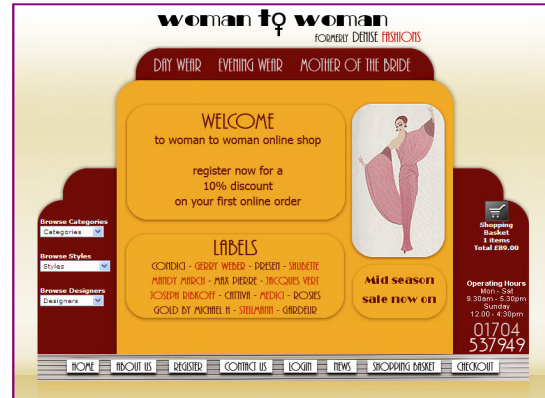 woman to woman
FORMERLY DENISE FASHIONS
DAY WEAR EVENING WEAR MOTHER OF THE BRIDE
WELCOME
to woman to woman online shop
register now for a
10% discount
on your first online order
LABELS
CONDICI - GERRY WEBER - PRESEN - SHUBETTE
MANDY MARCH - MAX PIERRE - JACQUES VERT
JOSEPH RIBKOFF - CATTIVA - MEDICI - ROSIES
GOLD BY MICHAEL H - STEILMANN - GARDEUR
Mid season
sale now on
Browse Categories
Categories
Browse Styles
Styles
Browse Designers
Designers
Shopping
Basket
1 items
Total £89.00
Operating Hours
Mon - Sat
9.30am - 5.30pm
Sunday
12.00 - 4:30pm
01704
537949
HOME ABOUT US REGISTER CONTACT US LOGIN NEWS SHOPPING BASKET CHECKOUT